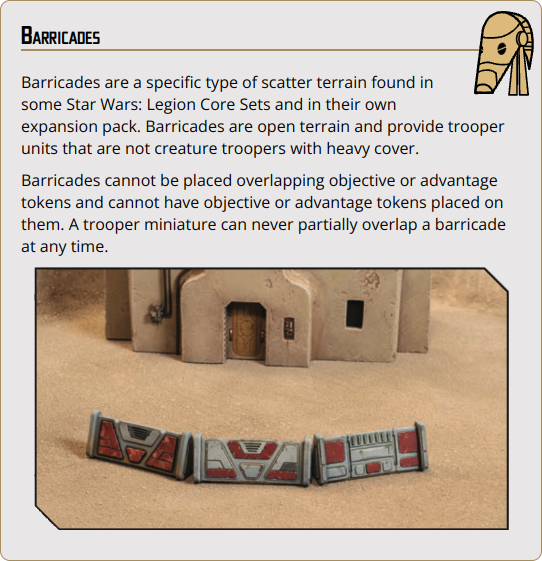 Barricades
Barricades are a specific type of scatter terrain found in
some Star Wars: Legion Core Sets and in their own
expansion pack. Barricades are open terrain and provide trooper
units that are not creature troopers with heavy cover.
Barricades cannot be placed overlapping objective or advantage
tokens and cannot have objective or advantage tokens placed on
them. A trooper miniature can never partially overlap a barricade
at any time.